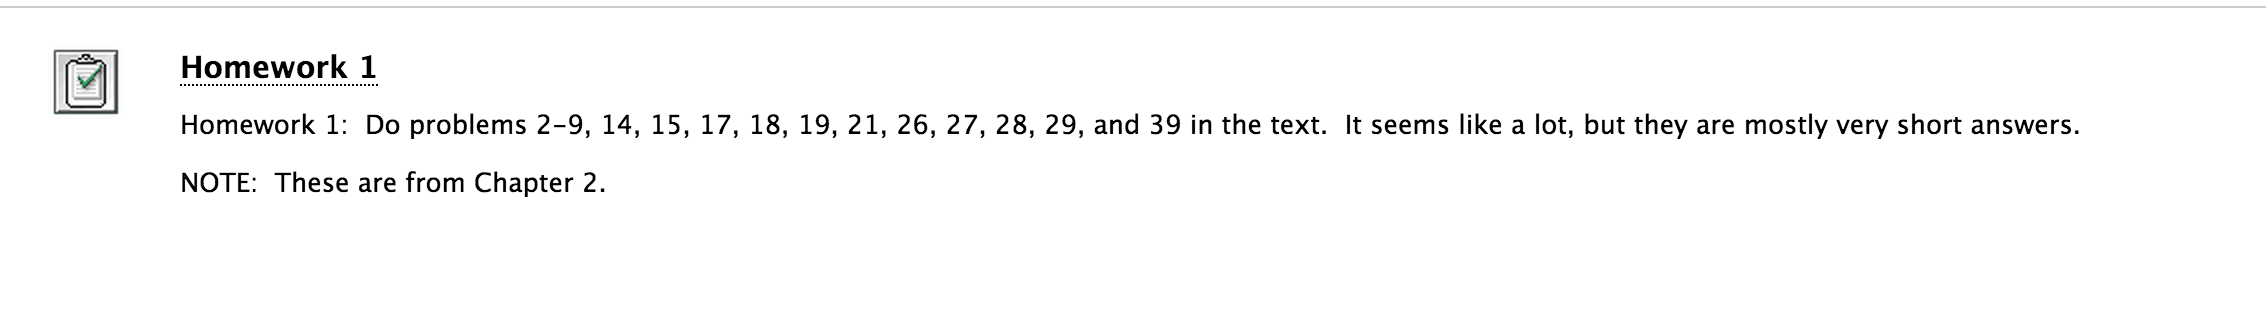 Homework 1
Homework 1:  Do problems 2-9, 14, 15, 17, 18, 19, 21, 26, 27, 28, 29, and 39 in the text.  It seems like a lot, but they are mostly very short answers.
NOTE:  These are from Chapter 2.